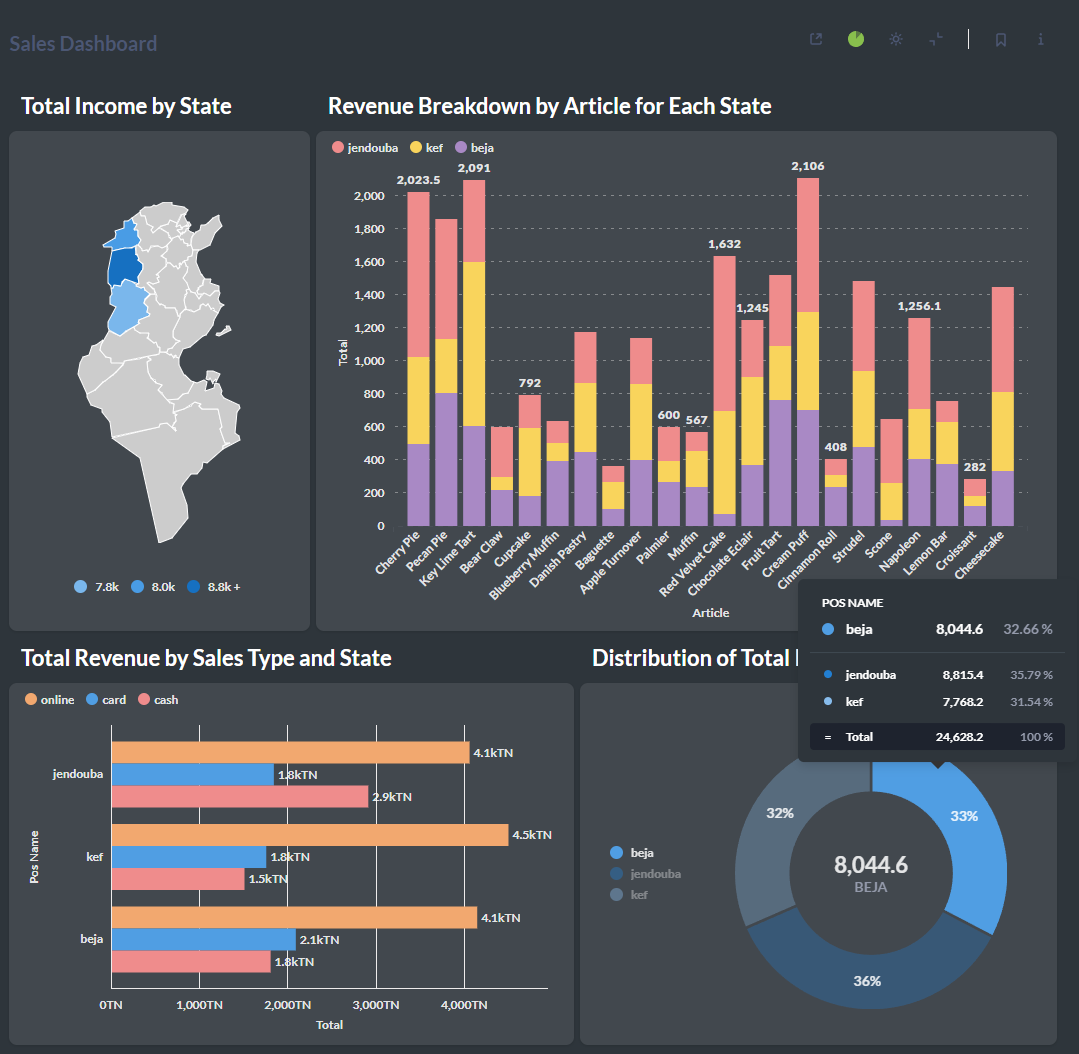 Sales Dashboard
Total Income by State
7.8k 8.0k 8.8k +
Revenue Breakdown by Article for Each State
jendouba kef beja
2,023.5 2,091 792 600 567 1,632 1,245 2,106 408 1,256.1 282
Total
2,000
1,800
1,600
1,400
1,200
1,000
800
600
400
200
0
Cherry Pie
Pecan Pie
Key Lime Tart
Bear Claw
Cupcake
Blueberry Muffin
Danish Pastry
Baguette
Apple Turnover
Palmier
Muffin
Red Velvet Cake
Chocolate Eclair
Fruit Tart
Cream Puff
Cinnamon Roll
Strudel
Scone
Napoleon
Lemon Bar
Croissant
Cheesecake
Article
Total Revenue by Sales Type and State
online card cash
Pos Name
jendouba
4.1kTN
1.8kTN
2.9kTN
kef
4.5kTN
1.8kTN
1.5kTN
beja
4.1kTN
2.1kTN
1.8kTN
0TN 1,000TN 2,000TN 3,000TN 4,000TN
Total
Distribution of Total
POS NAME
beja 8,044.6 32.66 %
jendouba 8,815.4 35.79 %
kef 7,768.2 31.54 %
= Total 24,628.2 100 %
beja
jendouba
kef
32%
33%
36%
8,044.6
BEJA